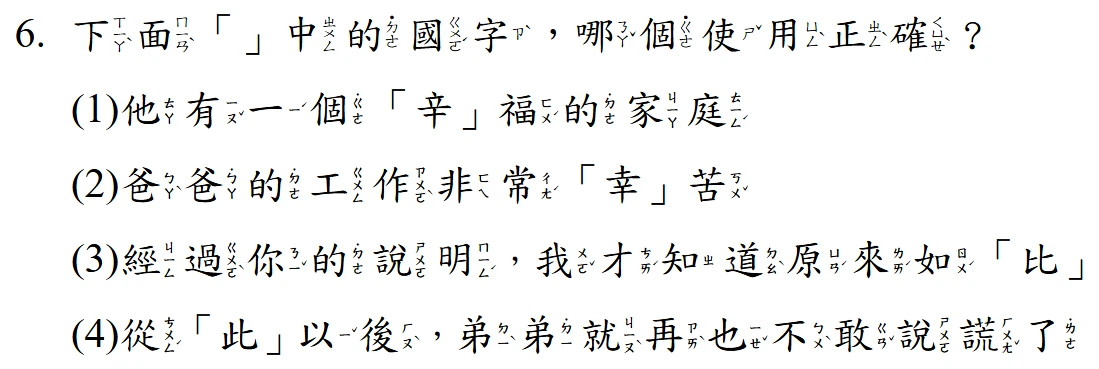 6. 下面「」中的國字，哪個使用正確？
(1)他有一個「辛」福的家庭
(2)爸爸的工作非常「幸」苦
(3)經過你的說明，我才知道原來如「比」
(4)從「此」以後，弟弟就再也不敢說謊了